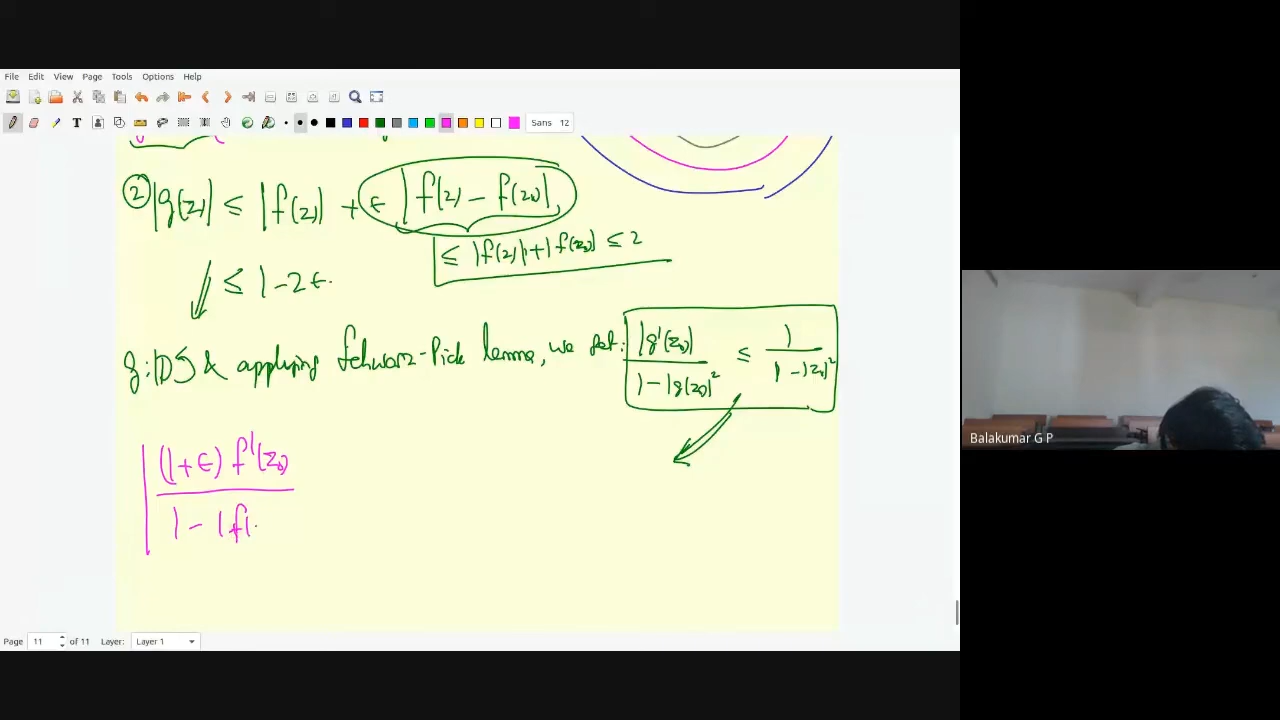 File Edit View Page Tools Options Help
Sans 12
② |g(z)| ≤ |f(z)| + ϵ |f(z) - f(z₀)|
≤ |f(z)| + |f(z₀)| ≤ 2
≤ 1 - 2ϵ.
g: D↺ & applying Schwarz-Pick lemma, we get: |g'(z₀)| / 1 - |g(z₀)|² ≤ 1 / 1 - |z₀|²
| (1+ϵ) f'(z₀) / 1 - |f(
Balakumar G P
Page 11 of 11 Layer: Layer 1